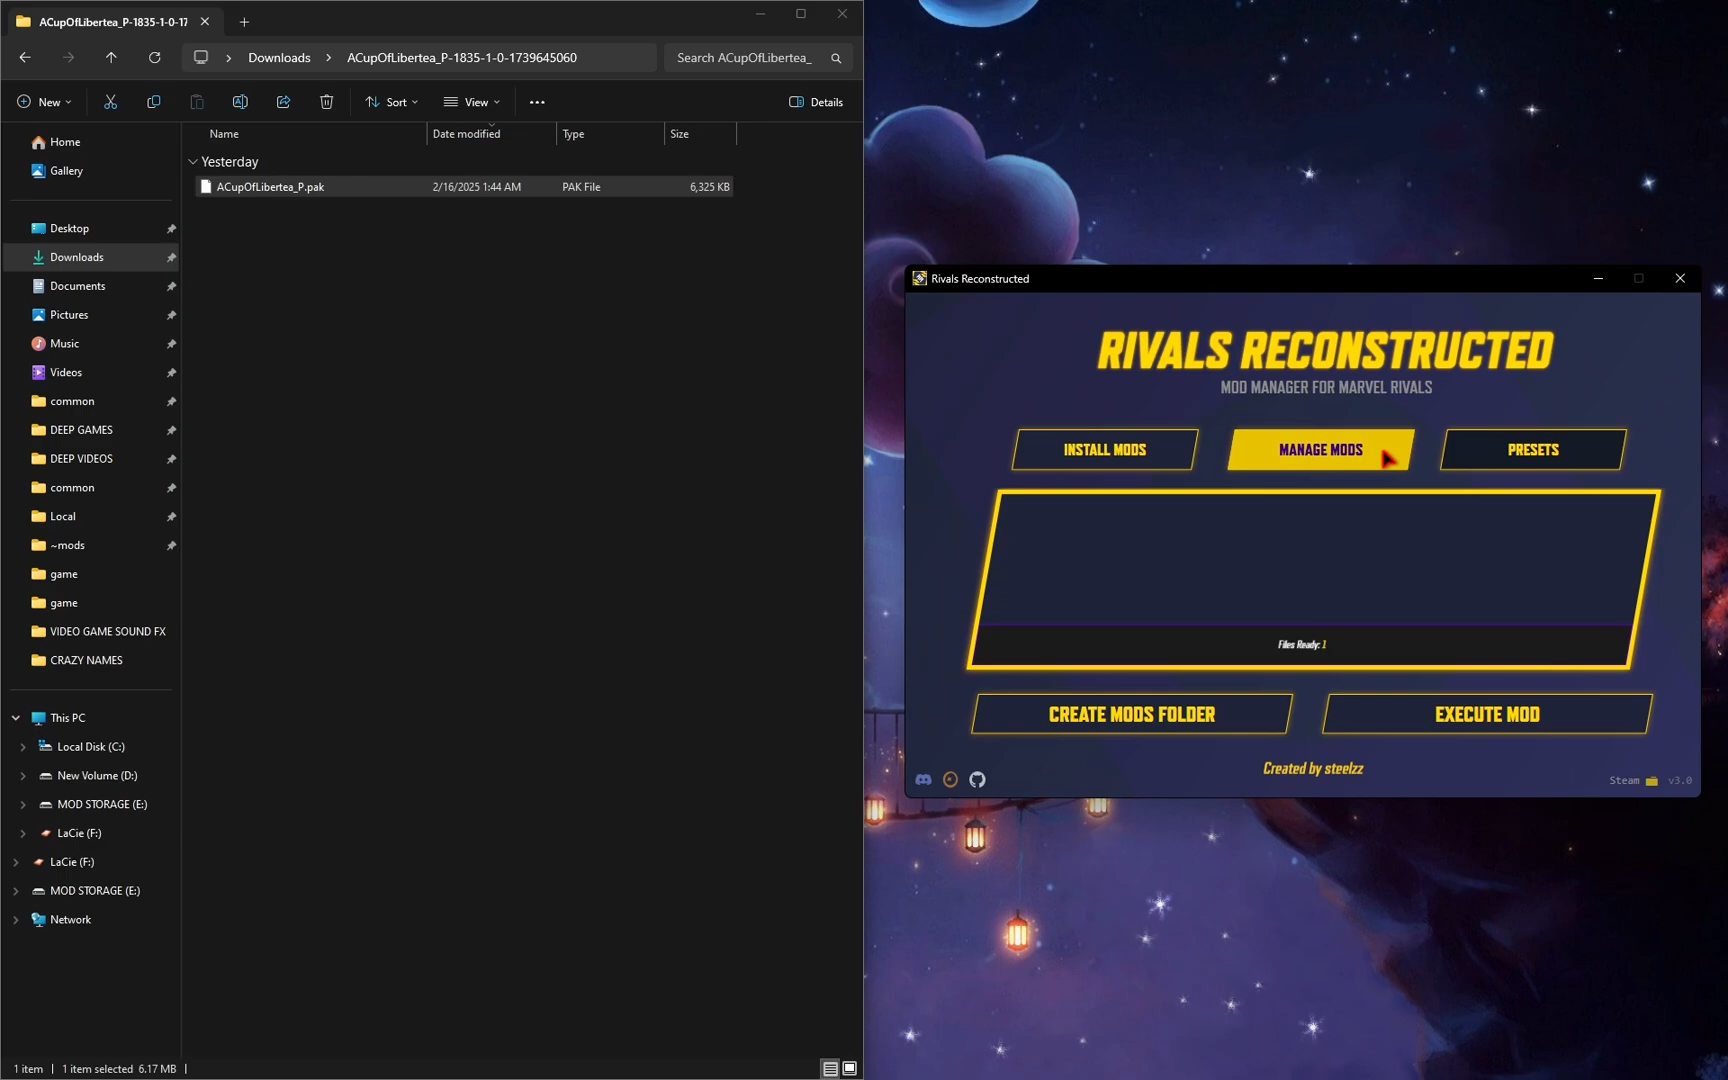 ACupOfLibertea_P-1835-1-0-17
Downloads
ACupOfLibertea_P-1835-1-0-1739645060
Search ACupOfLibertea_
New
Sort
View
Details
Name
Date modified
Type
Size
Yesterday
ACupOfLibertea_P.pak
2/16/2025 1:44 AM
PAK File
6,325 KB
Home
Gallery
Desktop
Downloads
Documents
Pictures
Music
Videos
common
DEEP GAMES
DEEP VIDEOS
common
Local
~mods
game
game
VIDEO GAME SOUND FX
CRAZY NAMES
This PC
Local Disk (C:)
New Volume (D:)
MOD STORAGE (E:)
LaCie (F:)
LaCie (F:)
MOD STORAGE (E:)
Network
1 item
1 item selected 6.17 MB
Rivals Reconstructed
RIVALS RECONSTRUCTED
MOD MANAGER FOR MARVEL RIVALS
INSTALL MODS
MANAGE MODS
PRESETS
Files Ready: 1
CREATE MODS FOLDER
EXECUTE MOD
Created by steelzz
Steam
v3.0